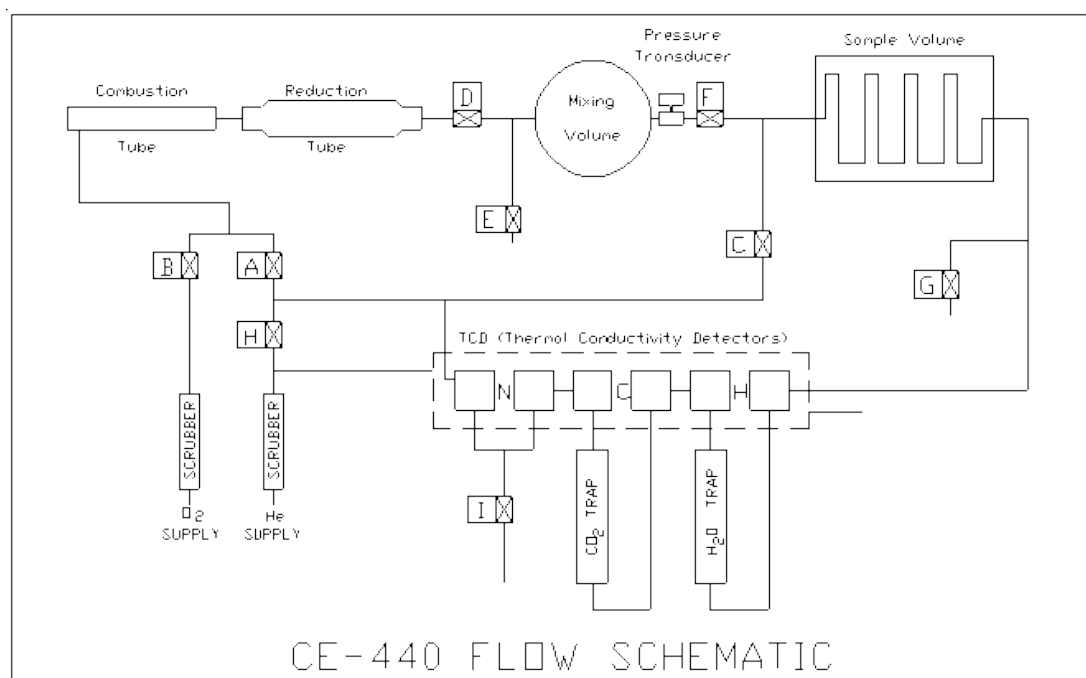 Pressure
Transducer
Sample Volume
Combustion
Tube
Reduction
Tube
D
Mixing
Volume
F
E
C
B
A
G
H
TCD (Thermal Conductivity Detectors)
N
C
H
SCRUBBER
SCRUBBER
I
CO2 TRAP
H2O TRAP
O2
SUPPLY
He
SUPPLY
CE-440 FLOW SCHEMATIC